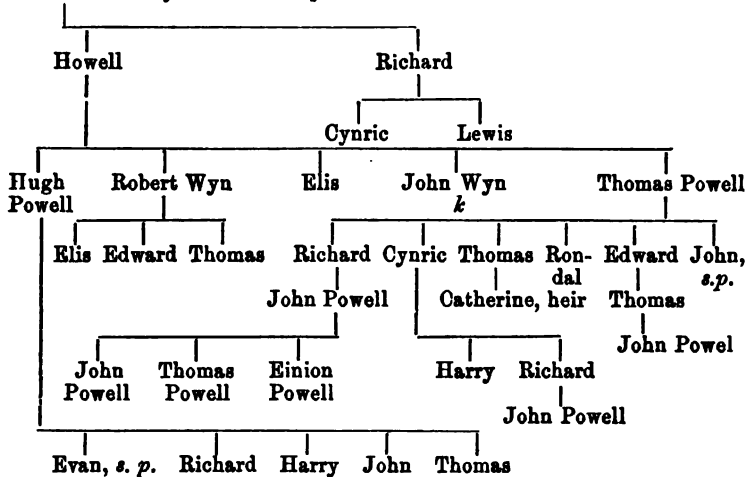 Howell Richard
Cynric Lewis
Hugh Powell Robert Wyn Elis John Wyn Thomas Powell
k
Elis Edward Thomas Richard Cynric Thomas Ron-dal Edward John, s.p.
John Powell Catherine, heir Thomas
John Powel
John Powell Thomas Powell Einion Powell Harry Richard
John Powell
Evan, s. p. Richard Harry John Thomas